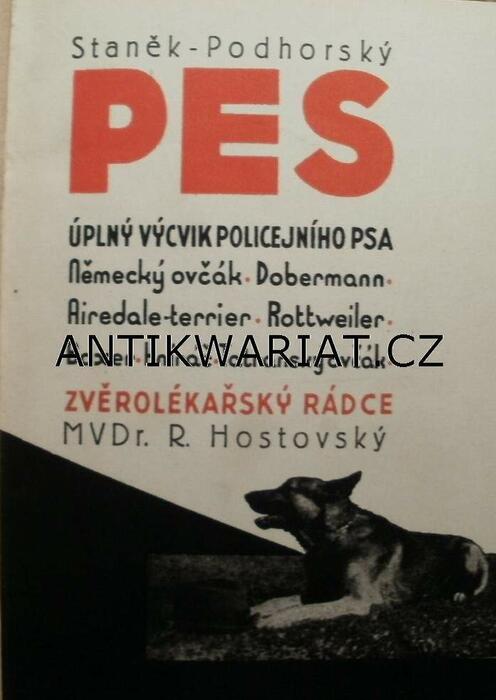 Staněk-Podhorský
PES
ÚPLNÝ VÝCVIK POLICEJNÍHO PSA
Německý ovčák · Dobermann ·
Airedale-terrier · Rottweiler ·
ANTIKWARIAT.CZ
ovčák ·
ZVĚROLÉKAŘSKÝ RÁDCE
MVDr. R. Hostovský